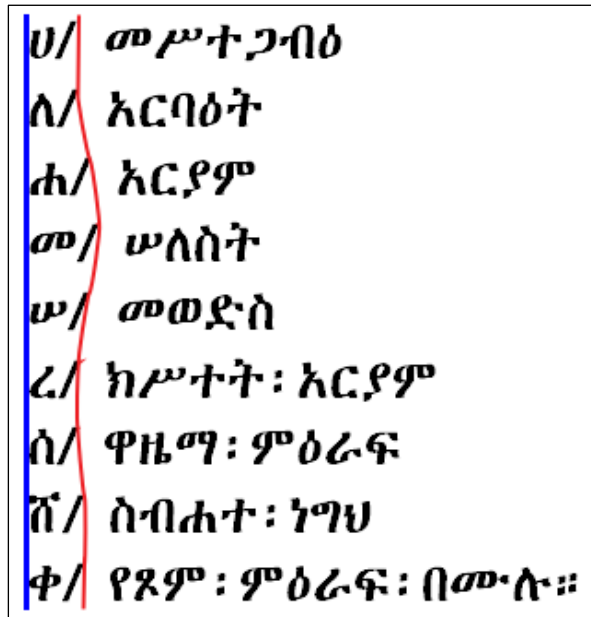 ሀ/ መሥተጋብዕ
ለ/ አርባዕት
ሐ/ አርያም
መ/ ሠለስት
ሠ/ መወድስ
ረ/ ክሥተት፡አርያም
ሰ/ ዋዜማ፡ምዕራፍ
ሸ/ ስብሐተ፡ነግህ
ቀ/ የጾም፡ምዕራፍ፡በሙሉ።